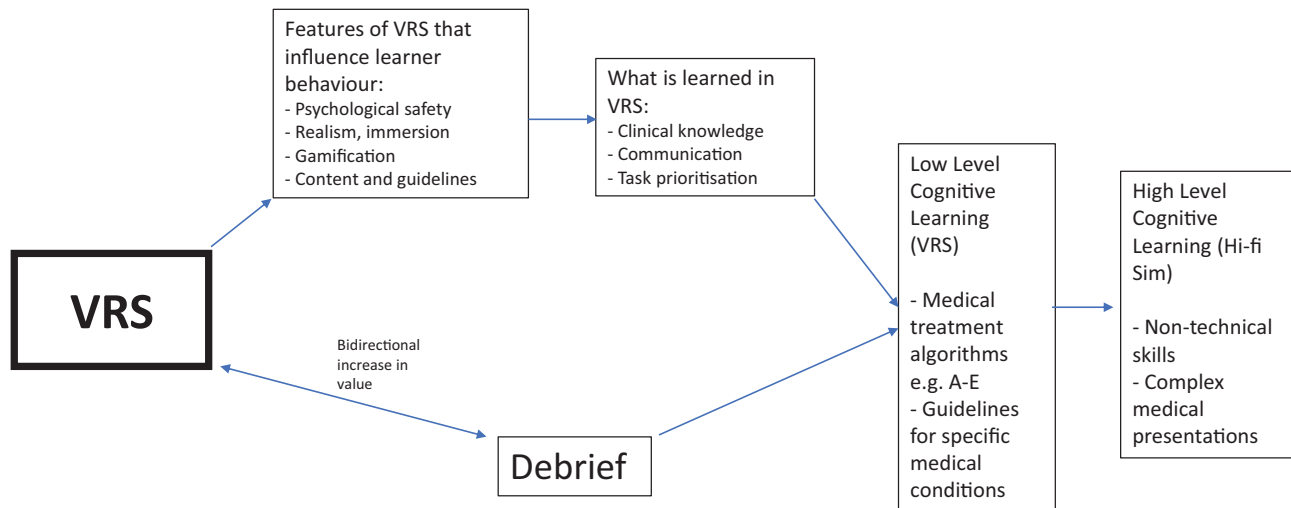 Features of VRS that
influence learner
behaviour:
- Psychological safety
- Realism, immersion
- Gamification
- Content and guidelines
What is learned in
VRS:
- Clinical knowledge
- Communication
- Task prioritisation
Low Level
Cognitive
Learning
(VRS)
- Medical
treatment
algorithms
e.g. A-E
- Guidelines
for specific
medical
conditions
High Level
Cognitive
Learning (Hi-fi
Sim)
- Non-technical
skills
- Complex
medical
presentations
VRS
Bidirectional
increase in
value
Debrief